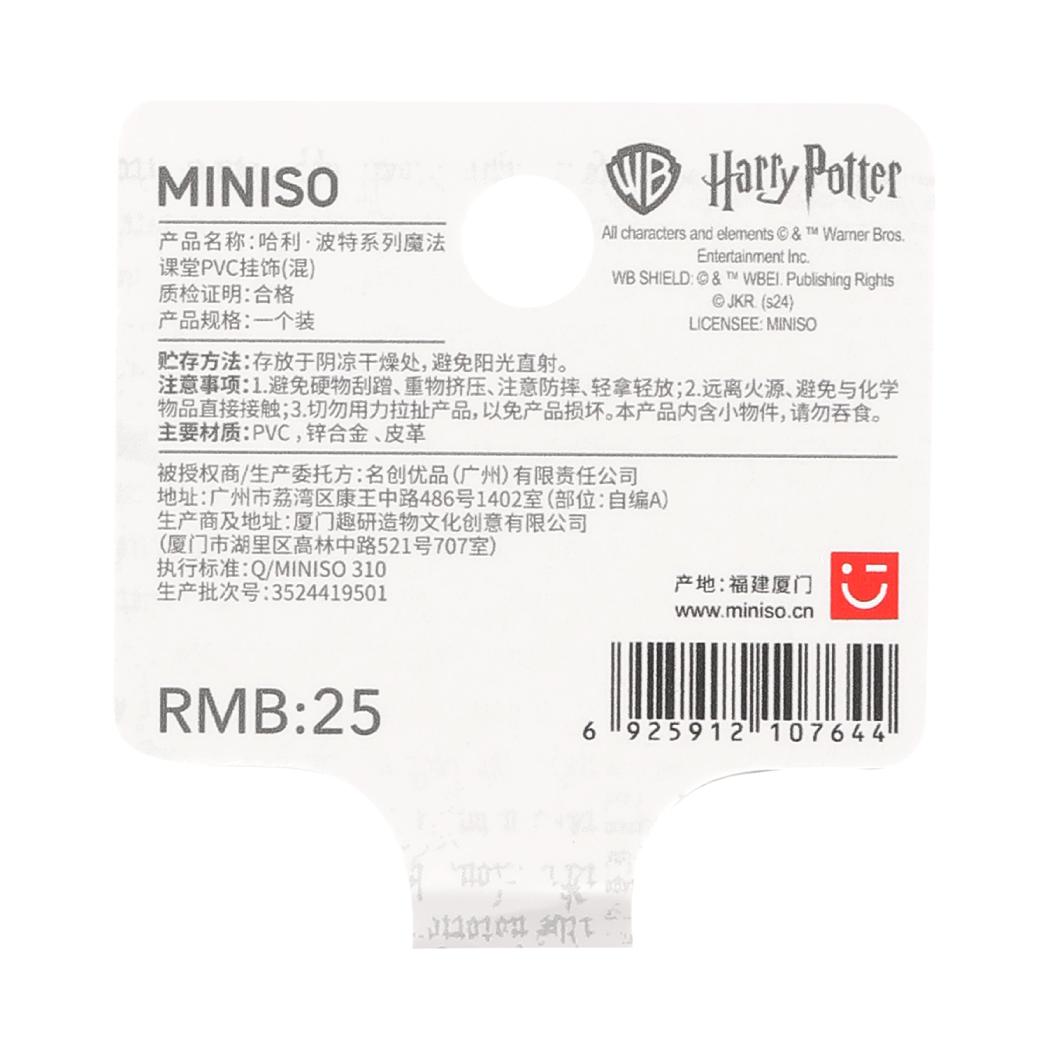 MINISO
产品名称：哈利·波特系列魔法
课堂PVC挂饰(混)
质检证明：合格
产品规格：一个装
WB Harry Potter
All characters and elements © & ™ Warner Bros.
Entertainment Inc.
WB SHIELD: © & ™ WBEI. Publishing Rights
© JKR. (s24)
LICENSEE: MINISO
贮存方法：存放于阴凉干燥处，避免阳光直射。
注意事项：1.避免硬物刮蹭、重物挤压、注意防摔、轻拿轻放；2.远离火源、避免与化学
物品直接接触；3.切勿用力拉扯产品，以免产品损坏。本产品内含小物件，请勿吞食。
主要材质：PVC，锌合金、皮革
被授权商/生产委托方：名创优品（广州）有限责任公司
地址：广州市荔湾区康王中路486号1402室（部位：自编A）
生产商及地址：厦门趣研造物文化创意有限公司
（厦门市湖里区高林中路521号707室）
执行标准：Q/MINISO 310
生产批次号：3524419501
产地：福建厦门
www.miniso.cn
RMB:25
6 925912 107644